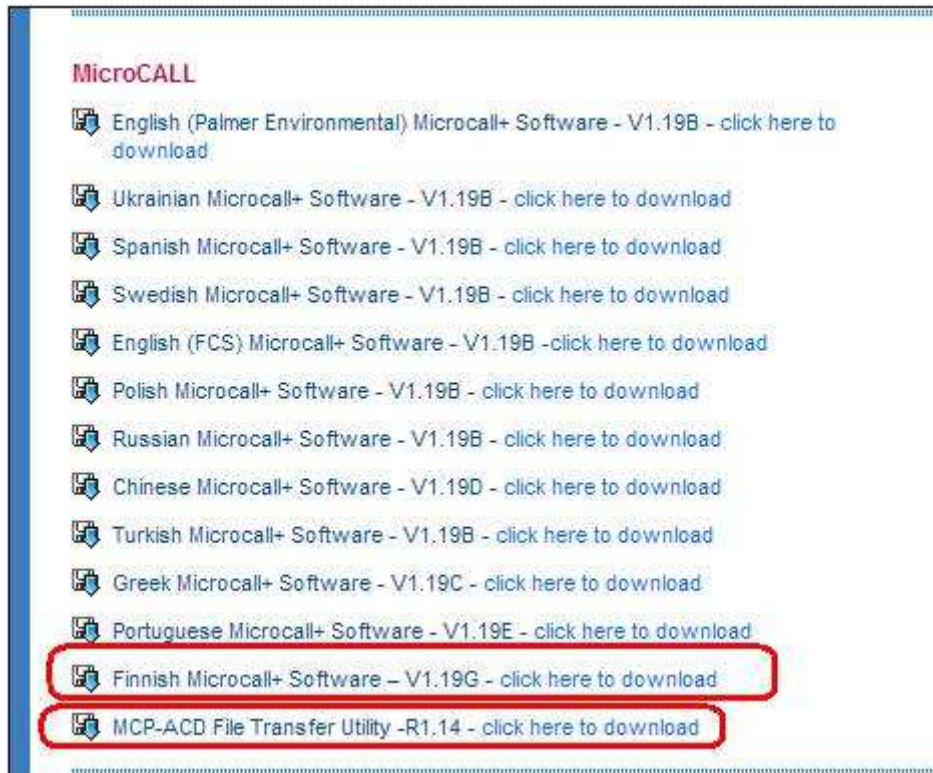 MicroCALL
English (Palmer Environmental) Microcall+ Software - V1.19B - click here to
download
Ukrainian Microcall+ Software - V1.19B - click here to download
Spanish Microcall+ Software - V1.19B - click here to download
Swedish Microcall+ Software - V1.19B - click here to download
English (FCS) Microcall+ Software - V1.19B -click here to download
Polish Microcall+ Software - V1.19B - click here to download
Russian Microcall+ Software - V1.19B - click here to download
Chinese Microcall+ Software - V1.19D - click here to download
Turkish Microcall+ Software - V1.19B - click here to download
Greek Microcall+ Software - V1.19C - click here to download
Portuguese Microcall+ Software - V1.19E - click here to download
Finnish Microcall+ Software – V1.19G - click here to download
MCP-ACD File Transfer Utility -R1.14 - click here to download